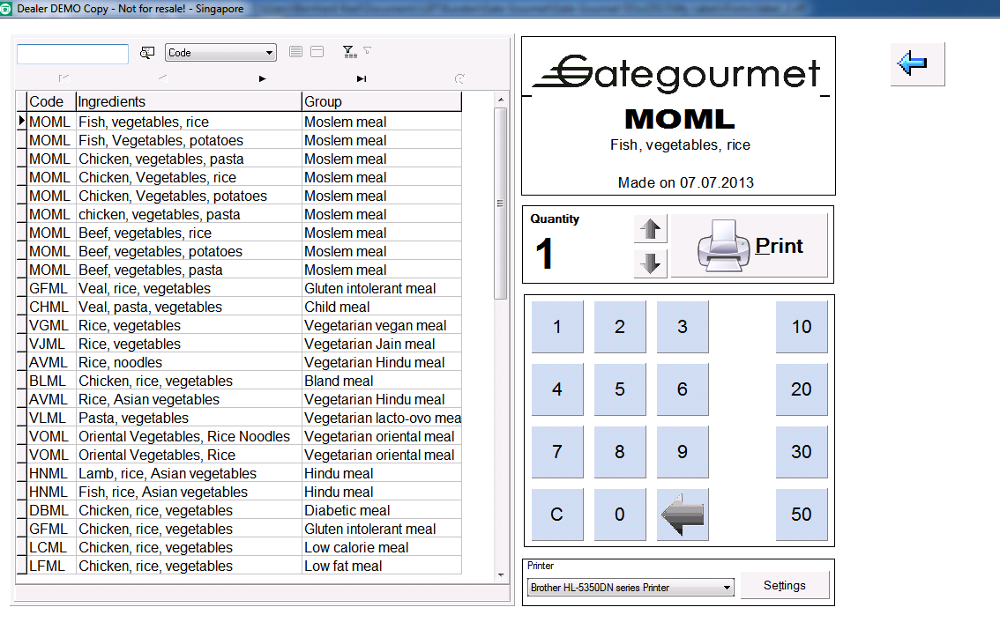 Dealer DEMO Copy - Not for resale! - Singapore
Code
Code Ingredients Group
MOML Fish, vegetables, rice Moslem meal
MOML Fish, Vegetables, potatoes Moslem meal
MOML Chicken, vegetables, pasta Moslem meal
MOML Chicken, Vegetables, rice Moslem meal
MOML Chicken, Vegetables, potatoes Moslem meal
MOML chicken, vegetables, pasta Moslem meal
MOML Beef, vegetables, rice Moslem meal
MOML Beef, vegetables, potatoes Moslem meal
MOML Beef, vegetables, pasta Moslem meal
GFML Veal, rice, vegetables Gluten intolerant meal
CHML Veal, pasta, vegetables Child meal
VGML Rice, vegetables Vegetarian vegan meal
VJML Rice, vegetables Vegetarian Jain meal
AVML Rice, noodles Vegetarian Hindu meal
BLML Chicken, rice, vegetables Bland meal
AVML Rice, Asian vegetables Vegetarian Hindu meal
VLML Pasta, vegetables Vegetarian lacto-ovo mea
VOML Oriental Vegetables, Rice Noodles Vegetarian oriental meal
VOML Oriental Vegetables, Rice Vegetarian oriental meal
HNML Lamb, rice, Asian vegetables Hindu meal
HNML Fish, rice, Asian vegetables Hindu meal
DBML Chicken, rice, vegetables Diabetic meal
GFML Chicken, rice, vegetables Gluten intolerant meal
LCML Chicken, rice, vegetables Low calorie meal
LFML Chicken, rice, vegetables Low fat meal
Gategourmet
MOML
Fish, vegetables, rice
Made on 07.07.2013
Quantity
1
Print
1 2 3 10
4 5 6 20
7 8 9 30
C 0 50
Printer
Brother HL-5350DN series Printer
Settings